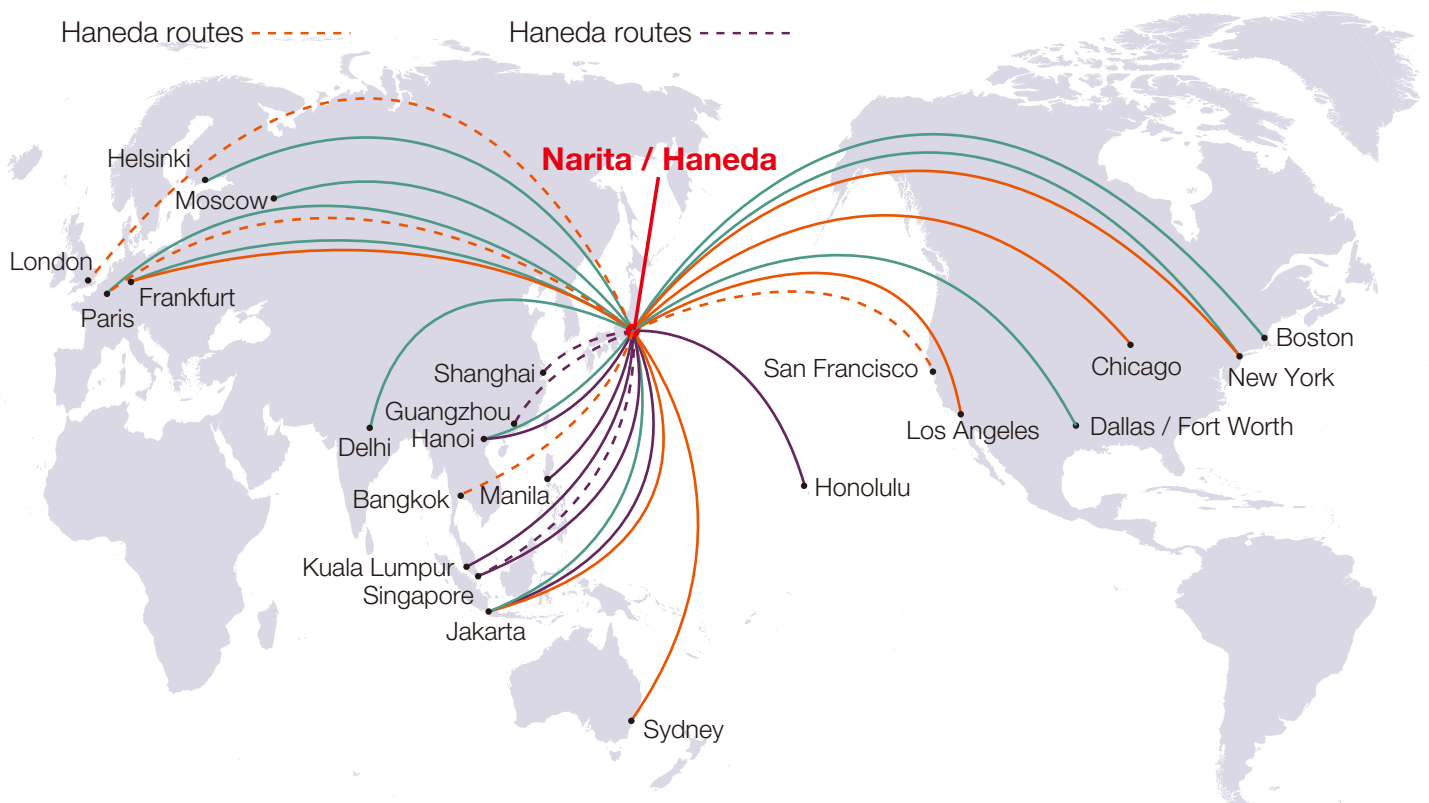 Haneda routes
Haneda routes
Narita / Haneda
Helsinki
Moscow
London
Frankfurt
Paris
Shanghai
Guangzhou
Hanoi
Delhi
Bangkok
Manila
Kuala Lumpur
Singapore
Jakarta
Sydney
Honolulu
San Francisco
Los Angeles
Dallas / Fort Worth
Chicago
New York
Boston